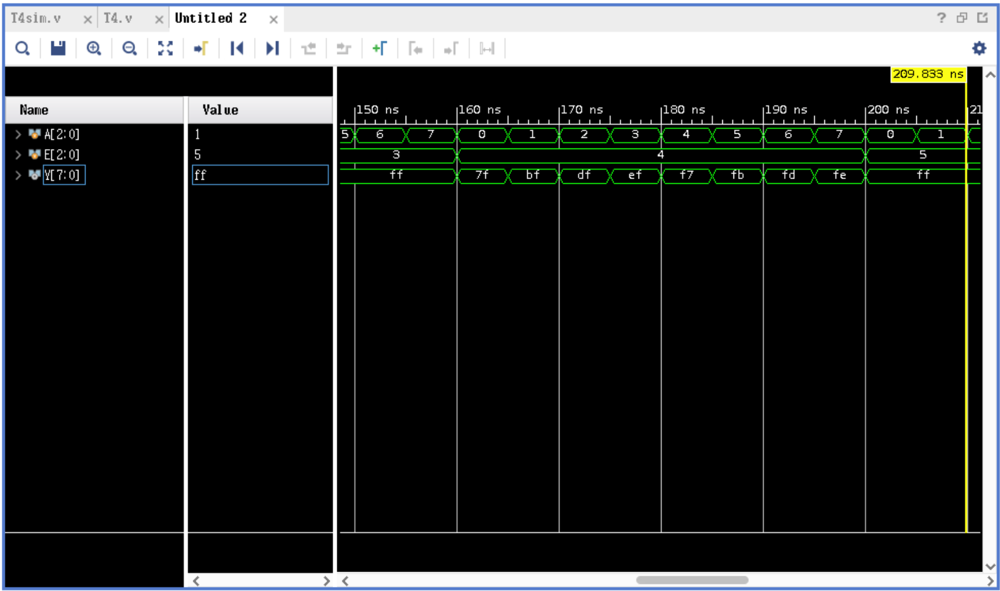 T4sim.v × T4.v × Untitled 2 × ?
209.833 ns
Name Value 150 ns 160 ns 170 ns 180 ns 190 ns 200 ns 21
A[2:0] 1 5 6 7 0 1 2 3 4 5 6 7 0 1
E[2:0] 5 3 4 5
Y[7:0] ff ff 7f bf df ef f7 fb fd fe ff